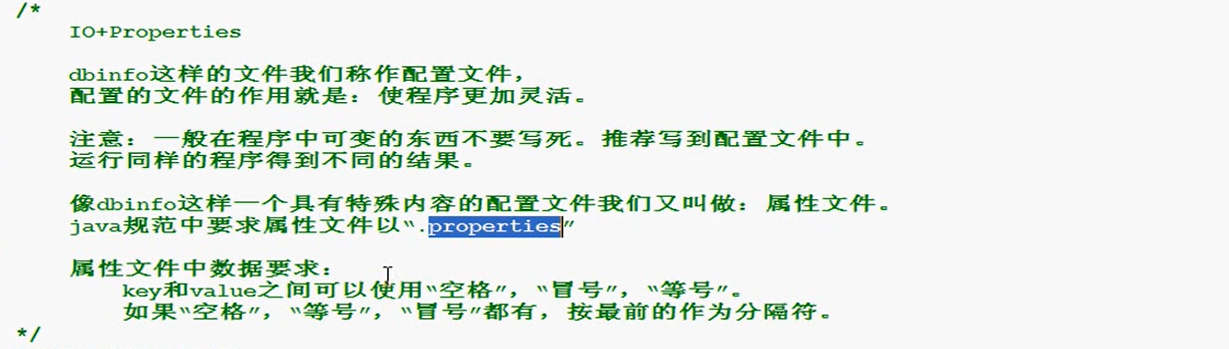 /*
IO+Properties
dbinfo这样的文件我们称作配置文件，
配置的文件的作用就是：使程序更加灵活。
注意：一般在程序中可变的东西不要写死。推荐写到配置文件中。
运行同样的程序得到不同的结果。
像dbinfo这样一个具有特殊内容的配置文件我们又叫做：属性文件。
java规范中要求属性文件以“.properties”
属性文件中数据要求：
key和value之间可以使用“空格”，“冒号”，“等号”。
如果“空格”，“等号”，“冒号”都有，按最前的作为分隔符。
*/